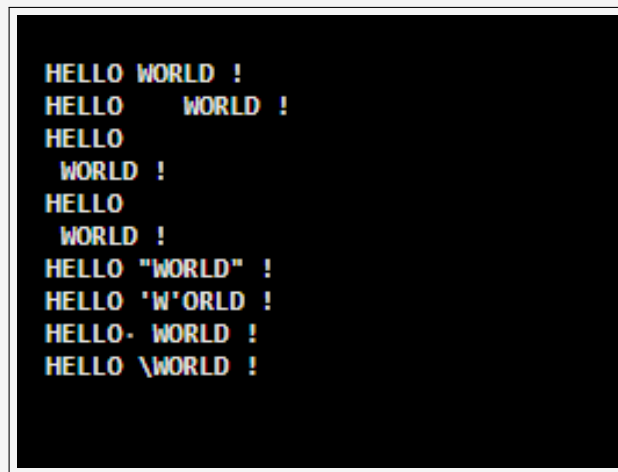 HELLO WORLD !
HELLO    WORLD !
HELLO
 WORLD !
HELLO
 WORLD !
HELLO "WORLD" !
HELLO 'W'ORLD !
HELLO· WORLD !
HELLO \WORLD !